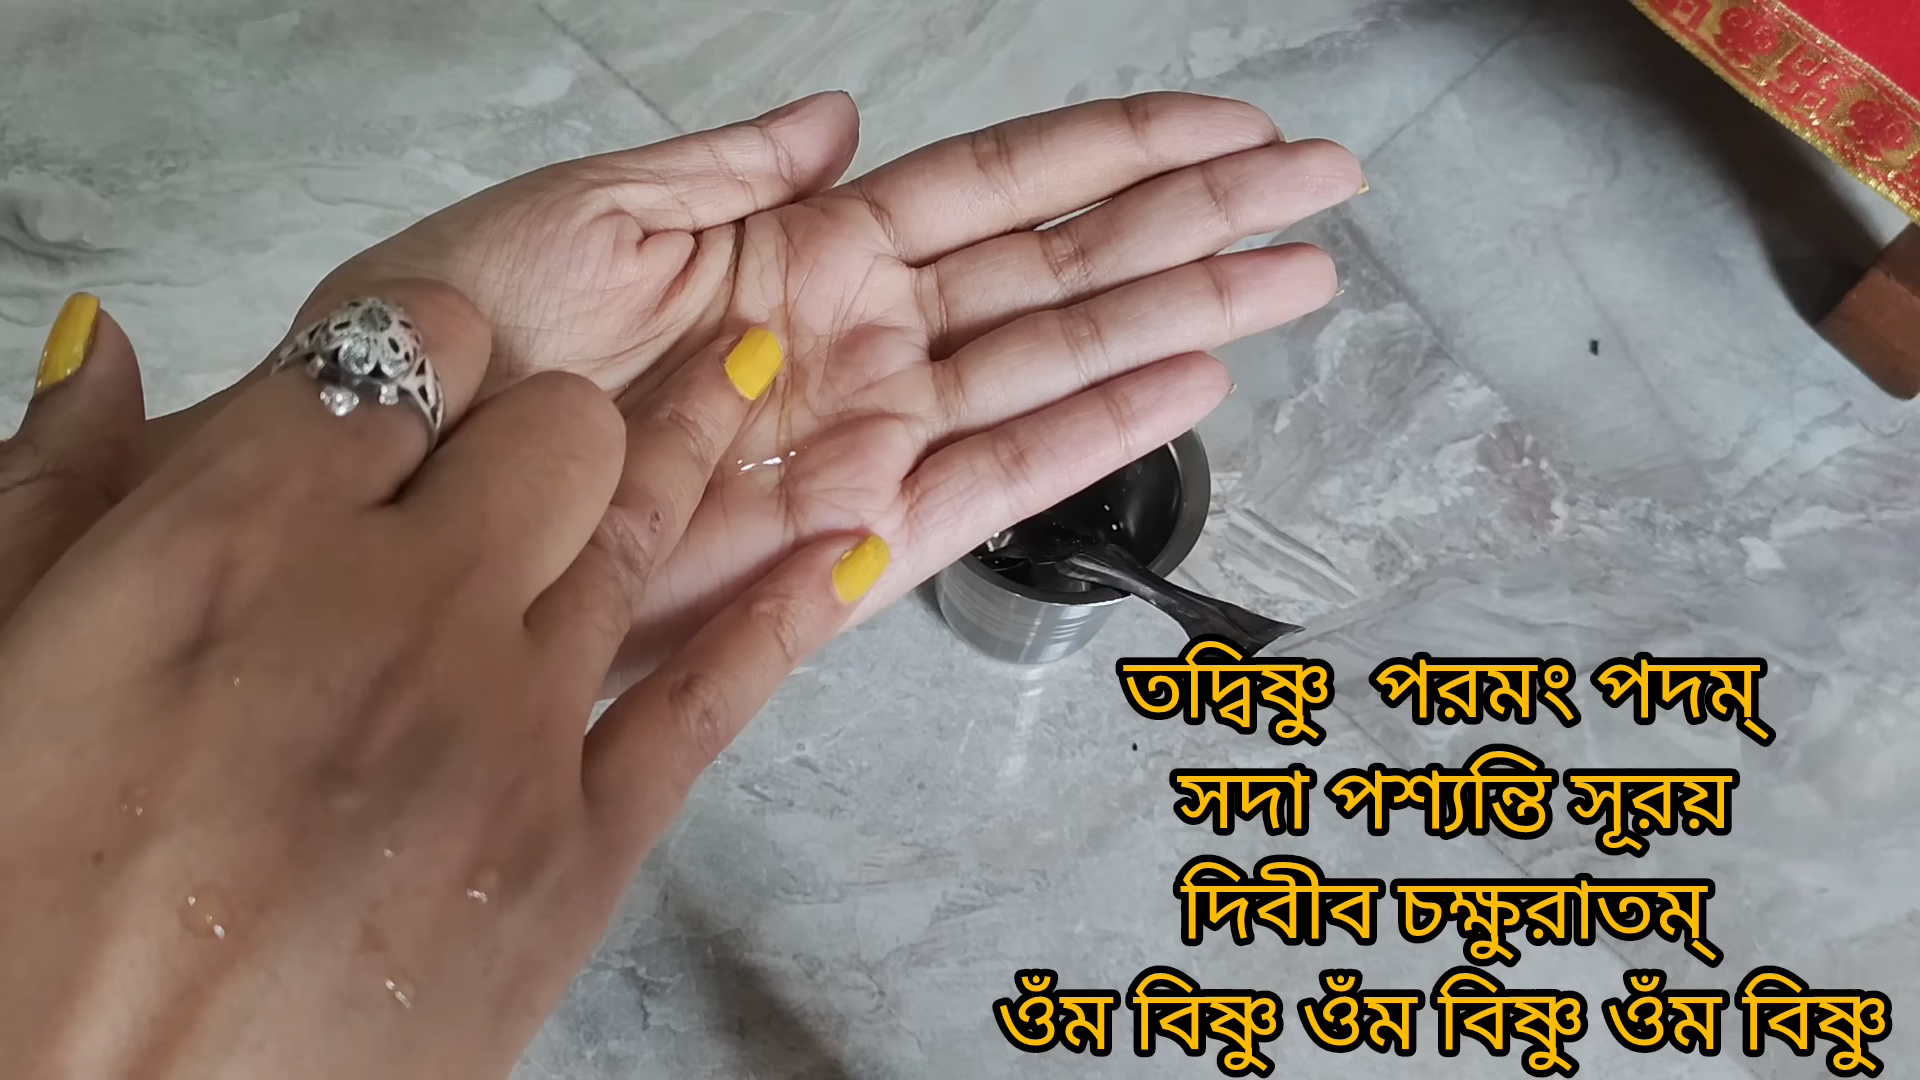 তদ্বিষ্ণু পরমং পদম্
সদা পশ্যন্তি সূরয়
দিবীব চক্ষুরাতম্
ওঁম বিষ্ণু ওঁম বিষ্ণু ওঁম বিষ্ণু